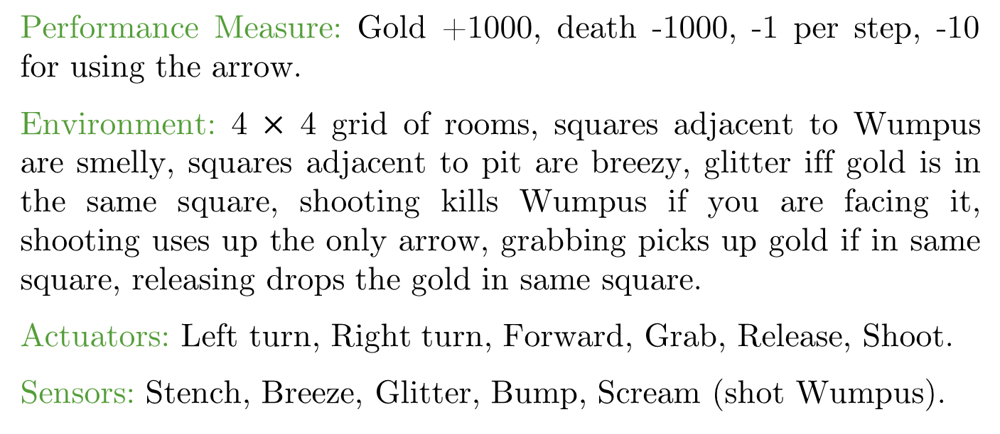 Performance Measure: Gold +1000, death -1000, -1 per step, -10
for using the arrow.
Environment: 4 × 4 grid of rooms, squares adjacent to Wumpus
are smelly, squares adjacent to pit are breezy, glitter iff gold is in
the same square, shooting kills Wumpus if you are facing it,
shooting uses up the only arrow, grabbing picks up gold if in same
square, releasing drops the gold in same square.
Actuators: Left turn, Right turn, Forward, Grab, Release, Shoot.
Sensors: Stench, Breeze, Glitter, Bump, Scream (shot Wumpus).